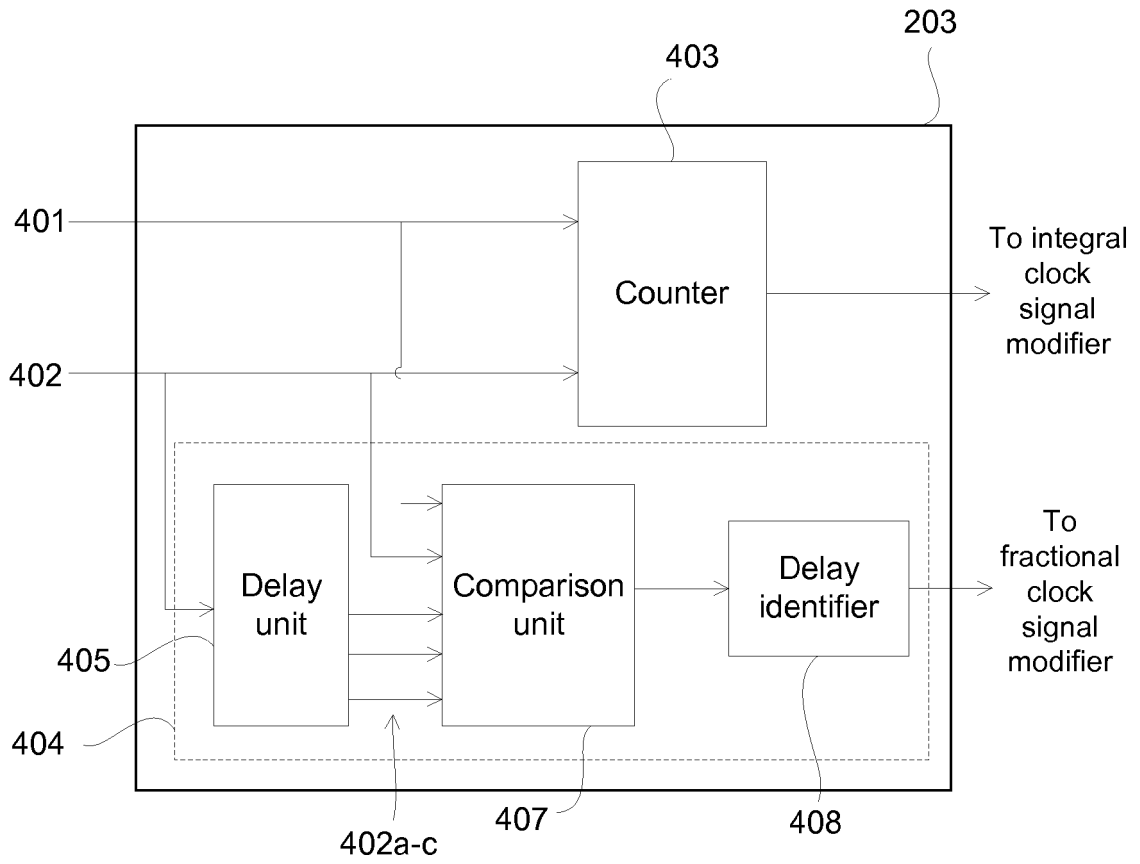 203
403
401
To integral
clock
signal
modifier
Counter
402
To
fractional
clock
signal
modifier
Delay
unit
Comparison
unit
Delay
identifier
405
404
402a-c
407
408